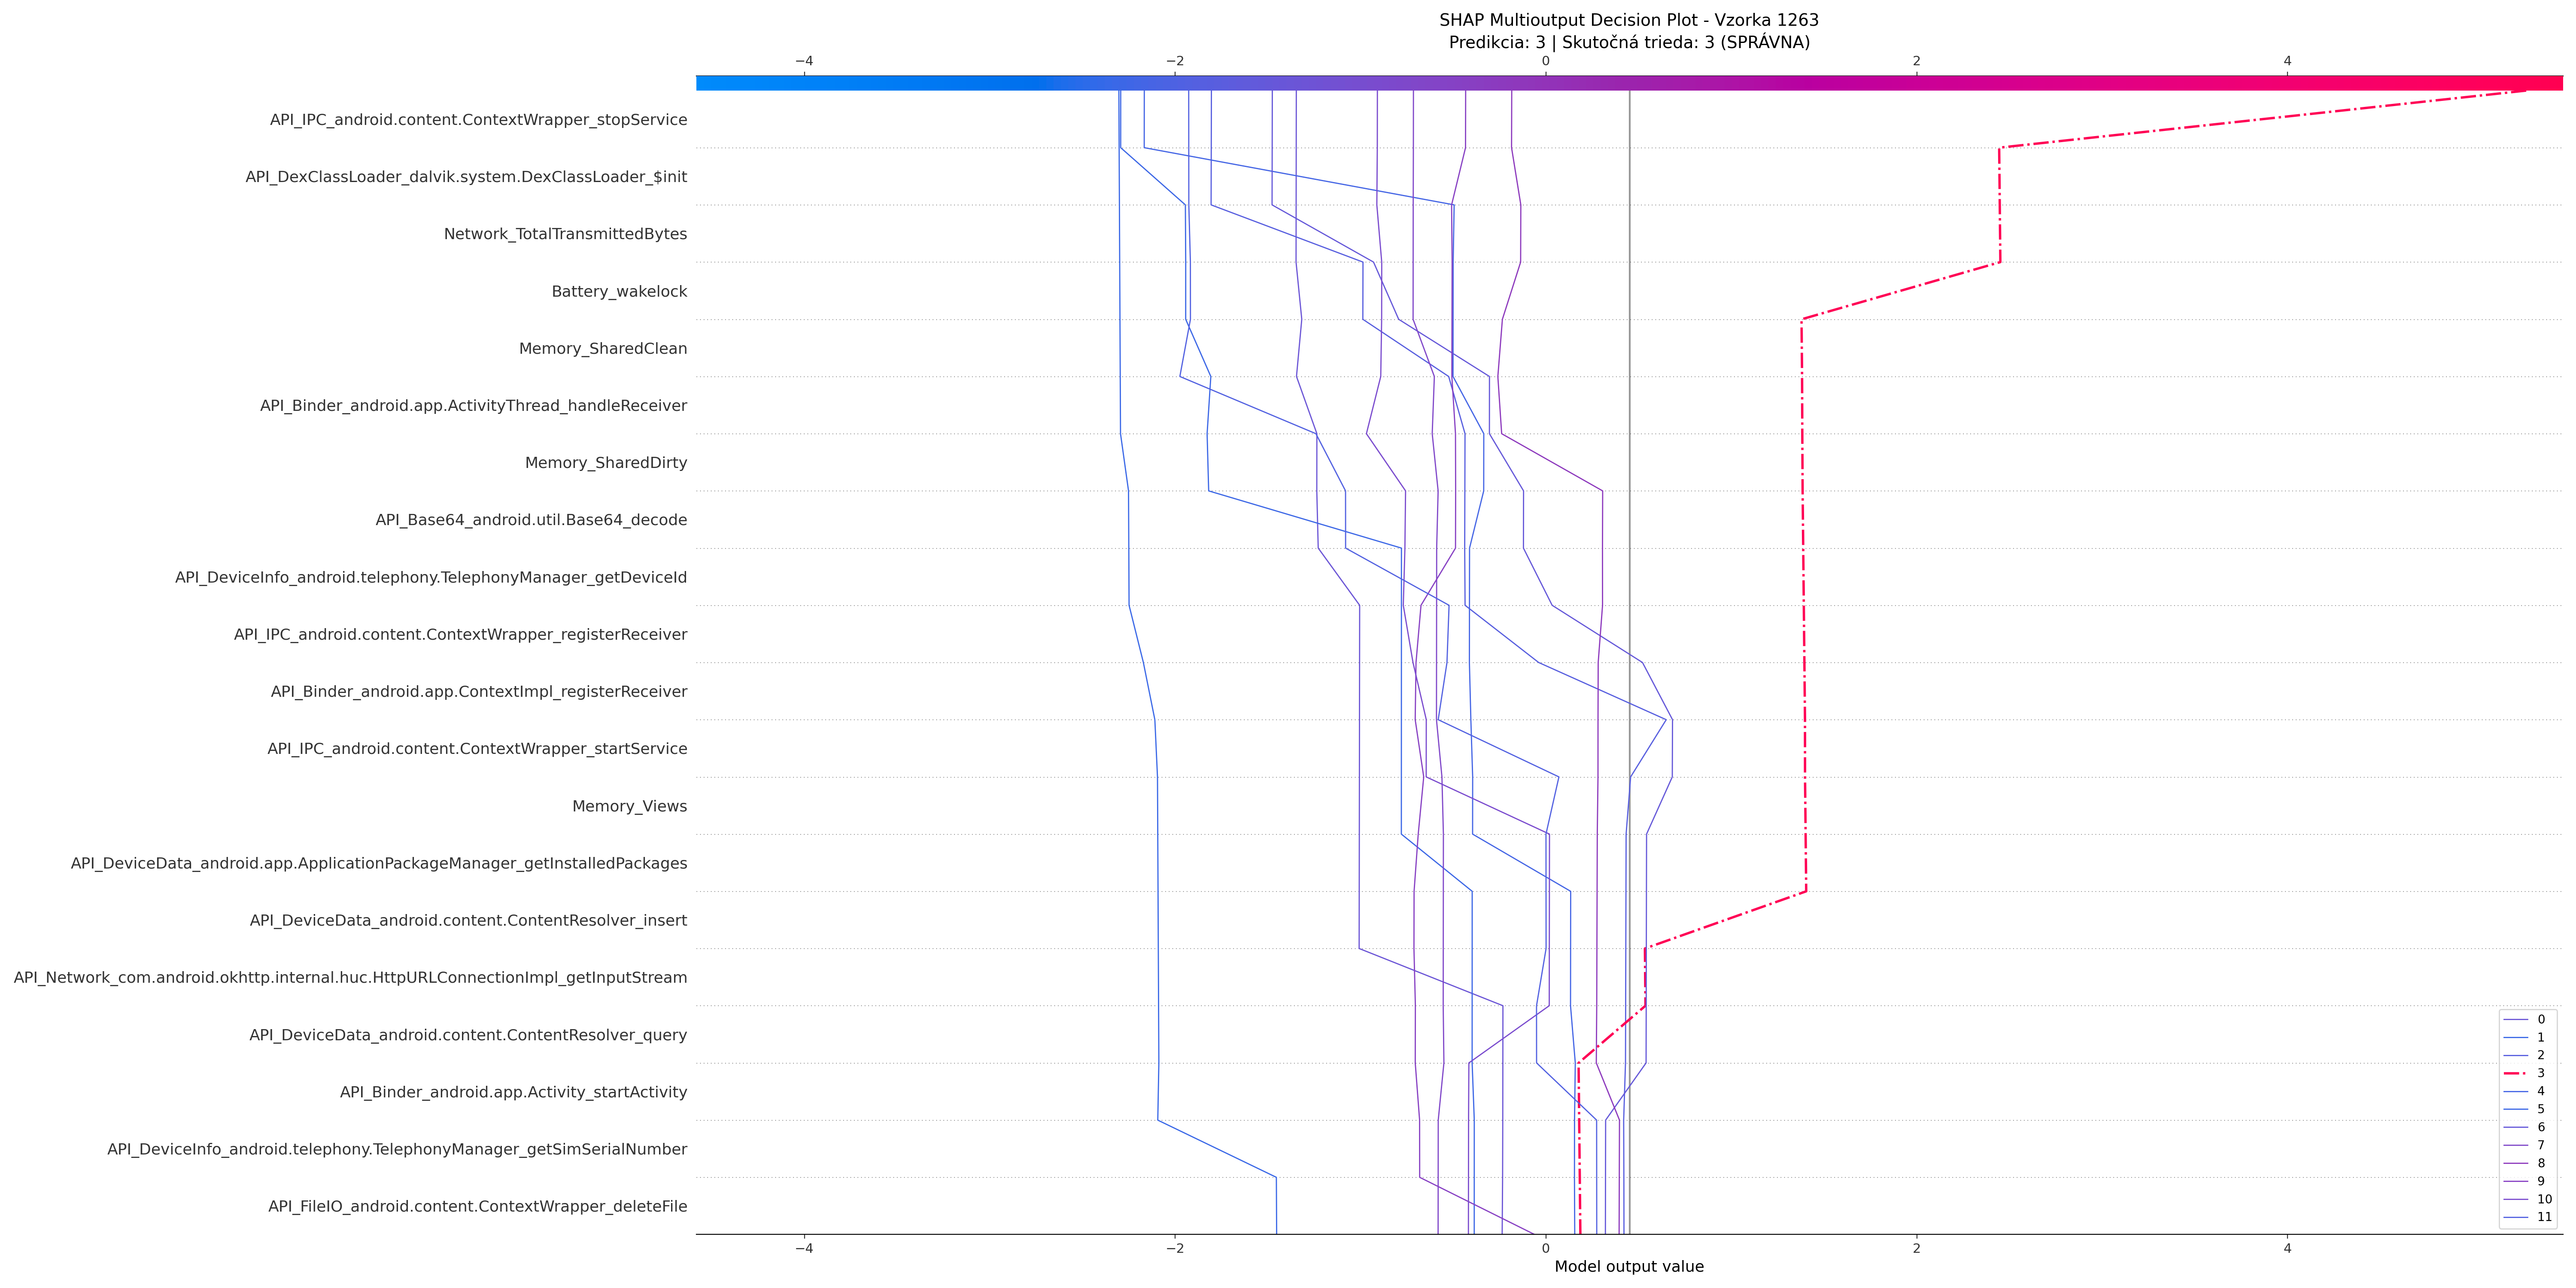 SHAP Multioutput Decision Plot - Vzorka 1263
Predikcia: 3 | Skutočná trieda: 3 (SPRÁVNA)
−4 −2 0 2 4
API_IPC_android.content.ContextWrapper_stopService
API_DexClassLoader_dalvik.system.DexClassLoader_$init
Network_TotalTransmittedBytes
Battery_wakelock
Memory_SharedClean
API_Binder_android.app.ActivityThread_handleReceiver
Memory_SharedDirty
API_Base64_android.util.Base64_decode
API_DeviceInfo_android.telephony.TelephonyManager_getDeviceId
API_IPC_android.content.ContextWrapper_registerReceiver
API_Binder_android.app.ContextImpl_registerReceiver
API_IPC_android.content.ContextWrapper_startService
Memory_Views
API_DeviceData_android.app.ApplicationPackageManager_getInstalledPackages
API_DeviceData_android.content.ContentResolver_insert
API_Network_com.android.okhttp.internal.huc.HttpURLConnectionImpl_getInputStream
API_DeviceData_android.content.ContentResolver_query
API_Binder_android.app.Activity_startActivity
API_DeviceInfo_android.telephony.TelephonyManager_getSimSerialNumber
API_FileIO_android.content.ContextWrapper_deleteFile
0
1
2
3
4
5
6
7
8
9
10
11
−4 −2 0 2 4
Model output value